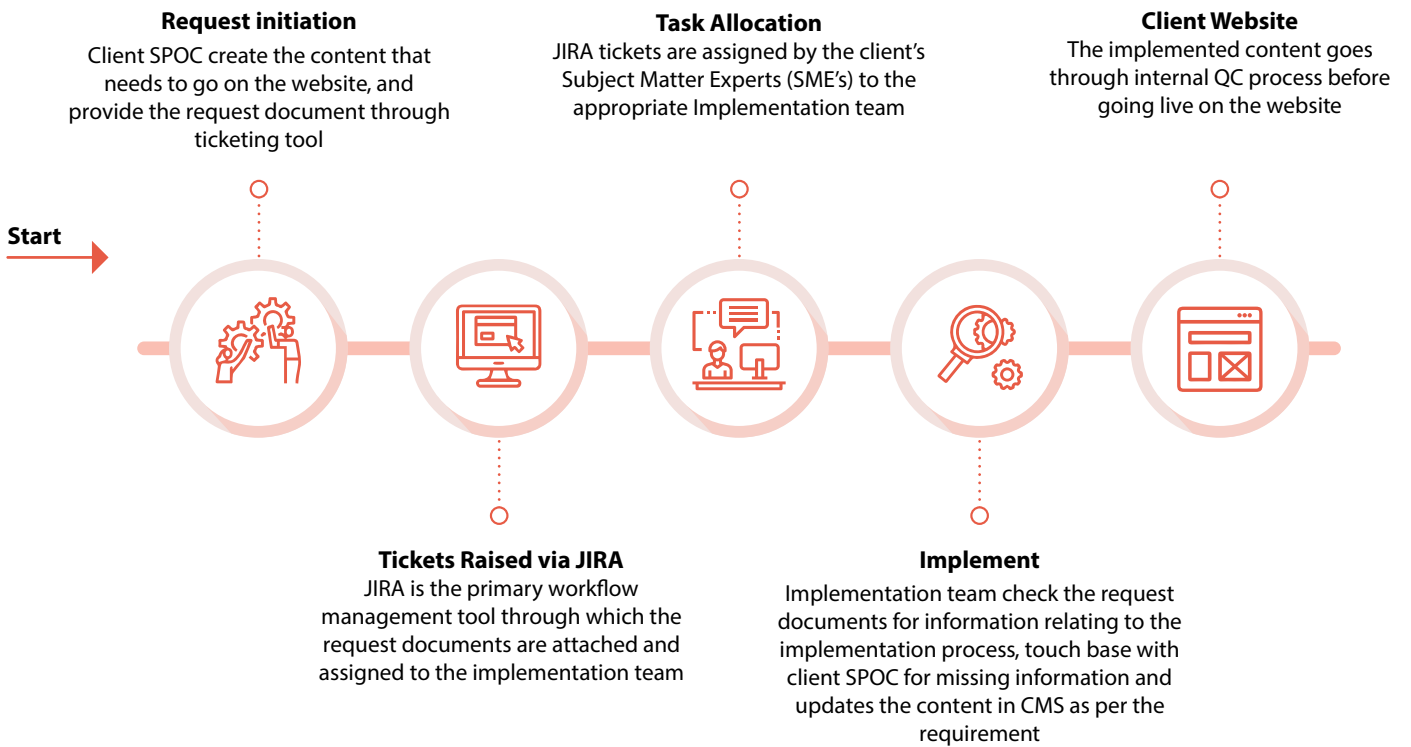 Start
Request initiation
Client SPOC create the content that
needs to go on the website, and
provide the request document through
ticketing tool
Tickets Raised via JIRA
JIRA is the primary workflow
management tool through which the
request documents are attached and
assigned to the implementation team
Task Allocation
JIRA tickets are assigned by the client’s
Subject Matter Experts (SME’s) to the
appropriate Implementation team
Implement
Implementation team check the request
documents for information relating to the
implementation process, touch base with
client SPOC for missing information and
updates the content in CMS as per the
requirement
Client Website
The implemented content goes
through internal QC process before
going live on the website